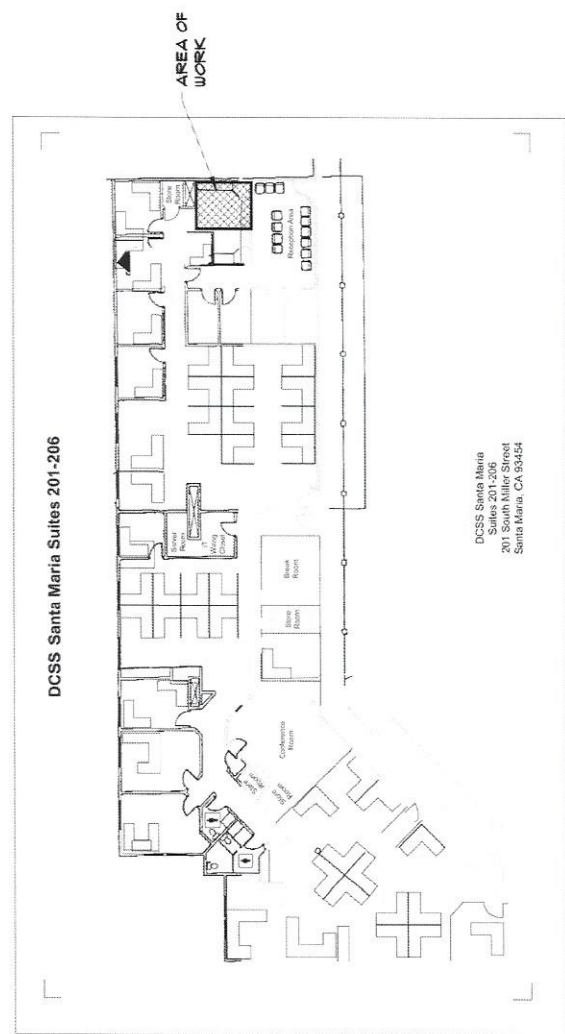 AREA OF
WORK
DCSS Santa Maria Suites 201-206
Store
Room
Reception Area
Server
Room
IT
Wiring
Closet
Break
Room
Store
Room
Conference
Room
Store
Room
Store
Room
DCSS Santa Maria
Suites 201-206
201 South Miller Street
Santa Maria, CA 93454